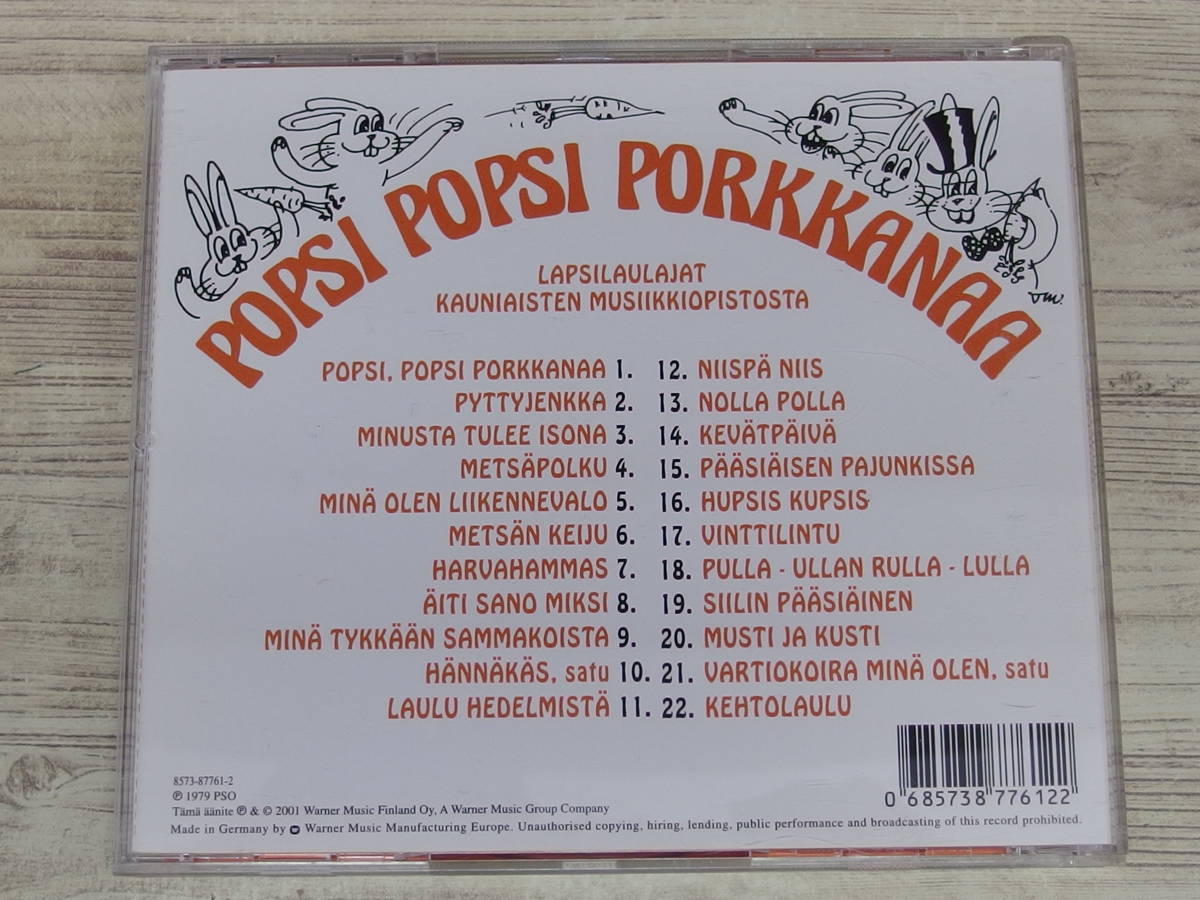 POPSI POPSI PORKKANAA
LAPSILAULAJAT
KAUNIAISTEN MUSIIKKIOPISTOSTA
POPSI, POPSI PORKKANAA 1.
PYTTYJENKKA 2.
MINUSTA TULEE ISONA 3.
METSÄPOLKU 4.
MINÄ OLEN LIIKENNEVALO 5.
METSÄN KEIJU 6.
HARVAHAMMAS 7.
ÄITI SANO MIKSI 8.
MINÄ TYKKÄÄN SAMMAKOISTA 9.
HÄNNÄKÄS, satu 10.
LAULU HEDELMISTÄ 11.
12. NIISPÄ NIIS
13. NOLLA POLLA
14. KEVÄTPÄIVÄ
15. PÄÄSIÄISEN PAJUNKISSA
16. HUPSIS KUPSIS
17. VINTTILINTU
18. PULLA - ULLAN RULLA - LULLA
19. SIILIN PÄÄSIÄINEN
20. MUSTI JA KUSTI
21. VARTIOKOIRA MINÄ OLEN, satu
22. KEHTOLAULU
8573-87761-2
℗ 1979 PSO
Tämä äänite ℗ & © 2001 Warner Music Finland Oy, A Warner Music Group Company
Made in Germany by Warner Music Manufacturing Europe. Unauthorised copying, hiring, lending, public performance and broadcasting of this record prohibited.
0 685738 776122